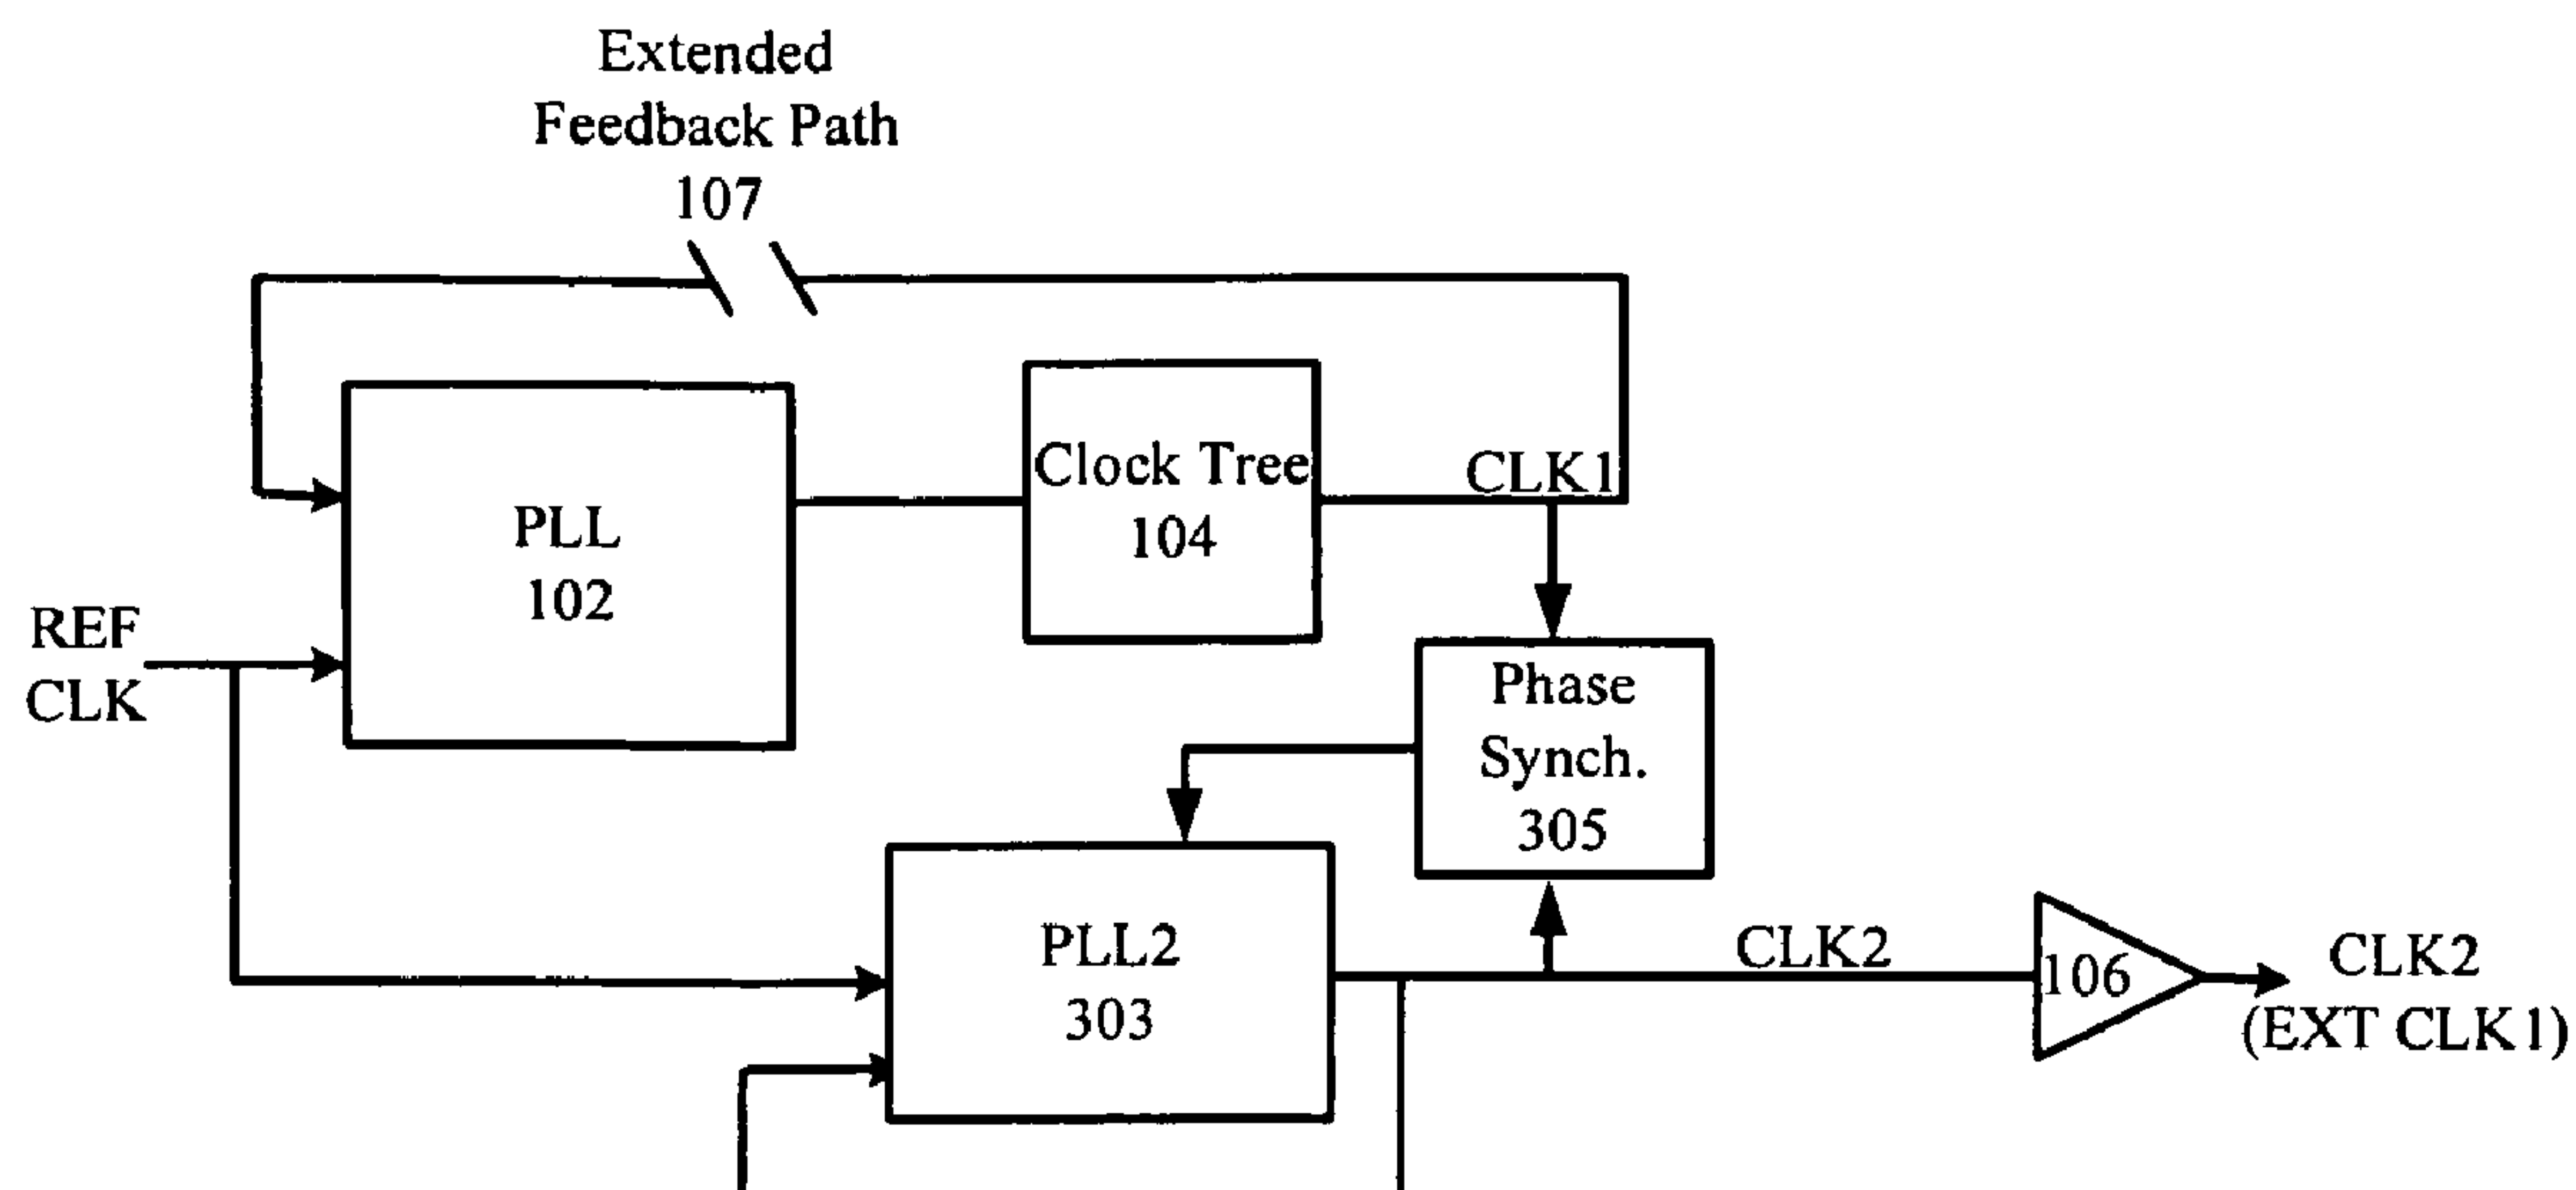 Extended
Feedback Path
107
PLL
102
Clock Tree
104
CLK1
REF
CLK
Phase
Synch.
305
PLL2
303
CLK2
106
CLK2
(EXT CLK1)